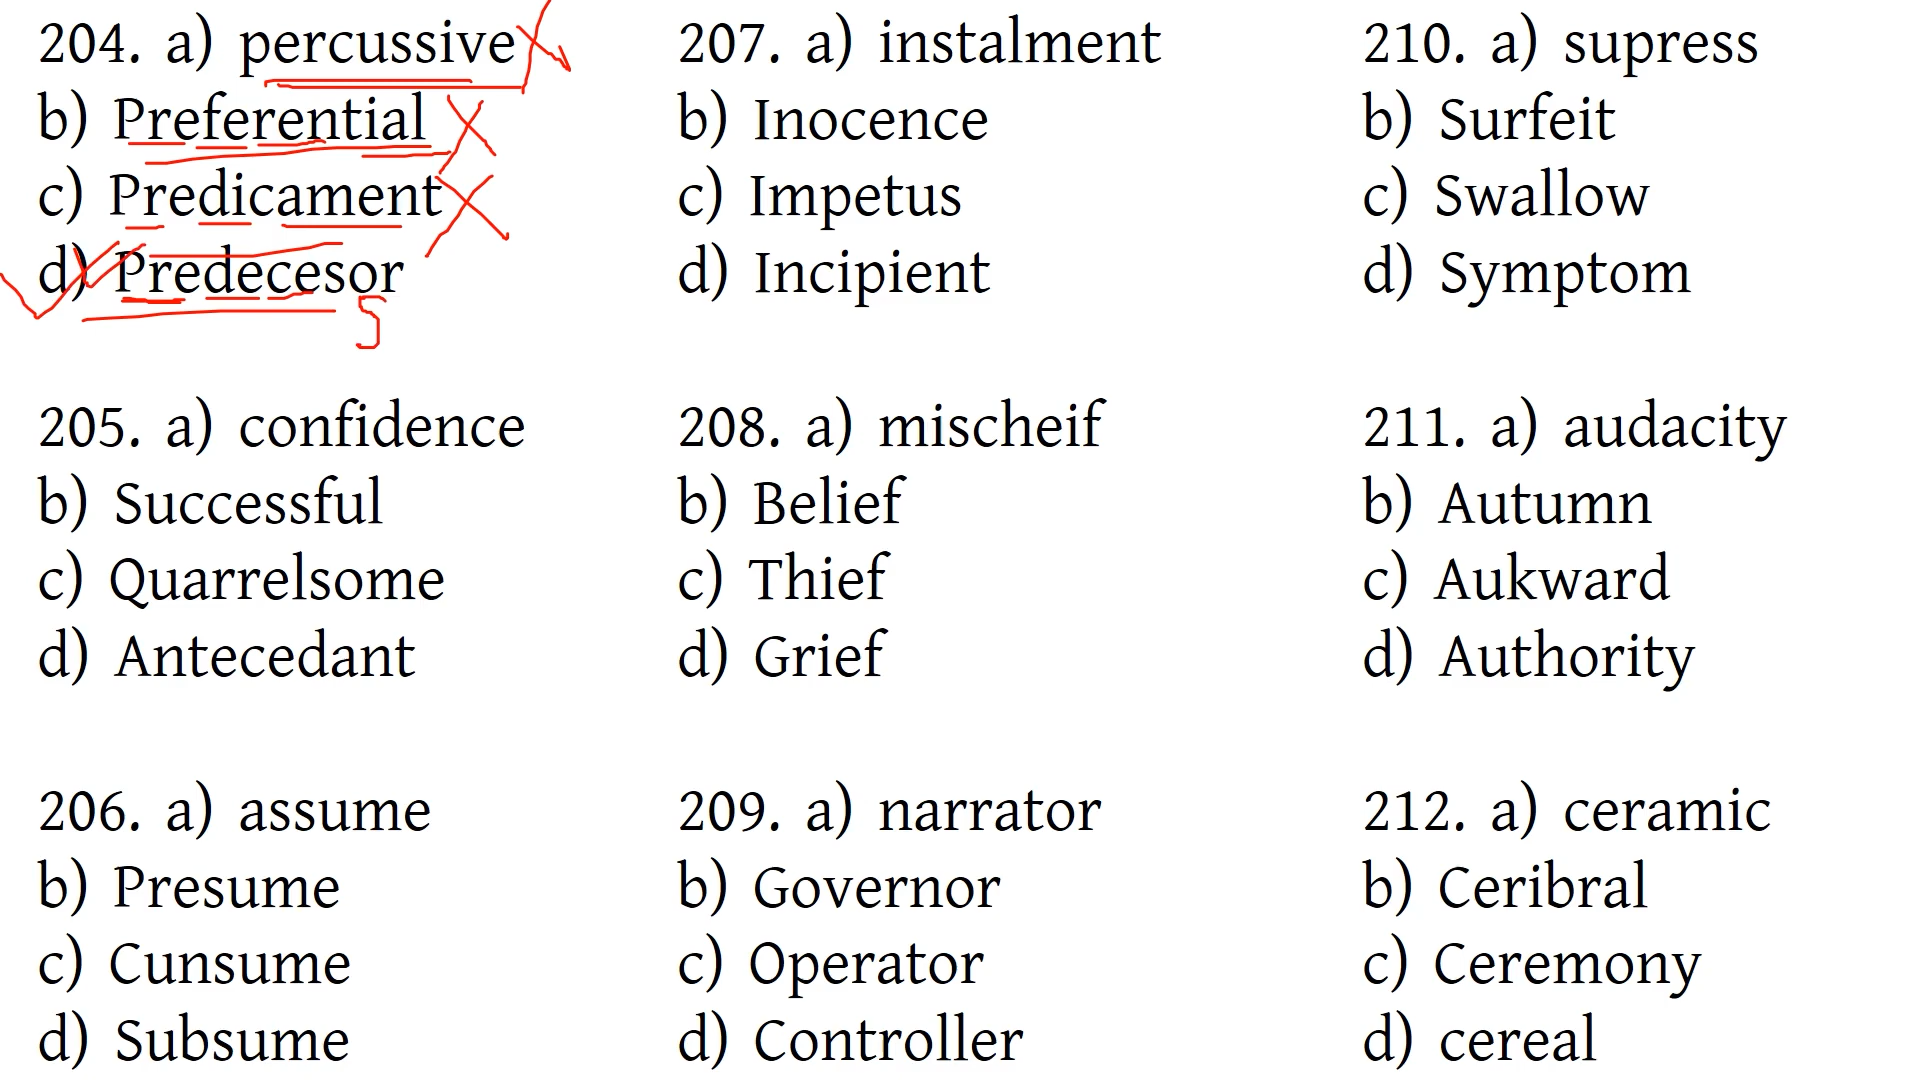 204. a) percussive
b) Preferential
c) Predicament
d) Predecesor
s
205. a) confidence
b) Successful
c) Quarrelsome
d) Antecedant
206. a) assume
b) Presume
c) Cunsume
d) Subsume
207. a) instalment
b) Inocence
c) Impetus
d) Incipient
208. a) mischeif
b) Belief
c) Thief
d) Grief
209. a) narrator
b) Governor
c) Operator
d) Controller
210. a) supress
b) Surfeit
c) Swallow
d) Symptom
211. a) audacity
b) Autumn
c) Aukward
d) Authority
212. a) ceramic
b) Ceribral
c) Ceremony
d) cereal